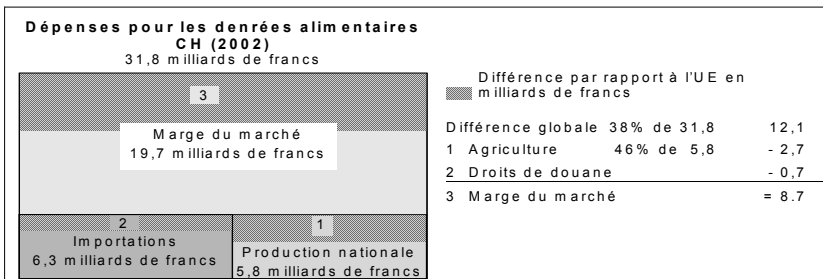 Dépenses pour les denrées alimentaires
CH (2002)
31,8 milliards de francs
3
Marge du marché
19,7 milliards de francs
2
Importations
6,3 milliards de francs
1
Production nationale
5,8 milliards de francs
Différence par rapport à l'UE en
milliards de francs
Différence globale 38% de 31,8 12,1
1 Agriculture 46% de 5,8 - 2,7
2 Droits de douane - 0,7
3 Marge du marché = 8.7